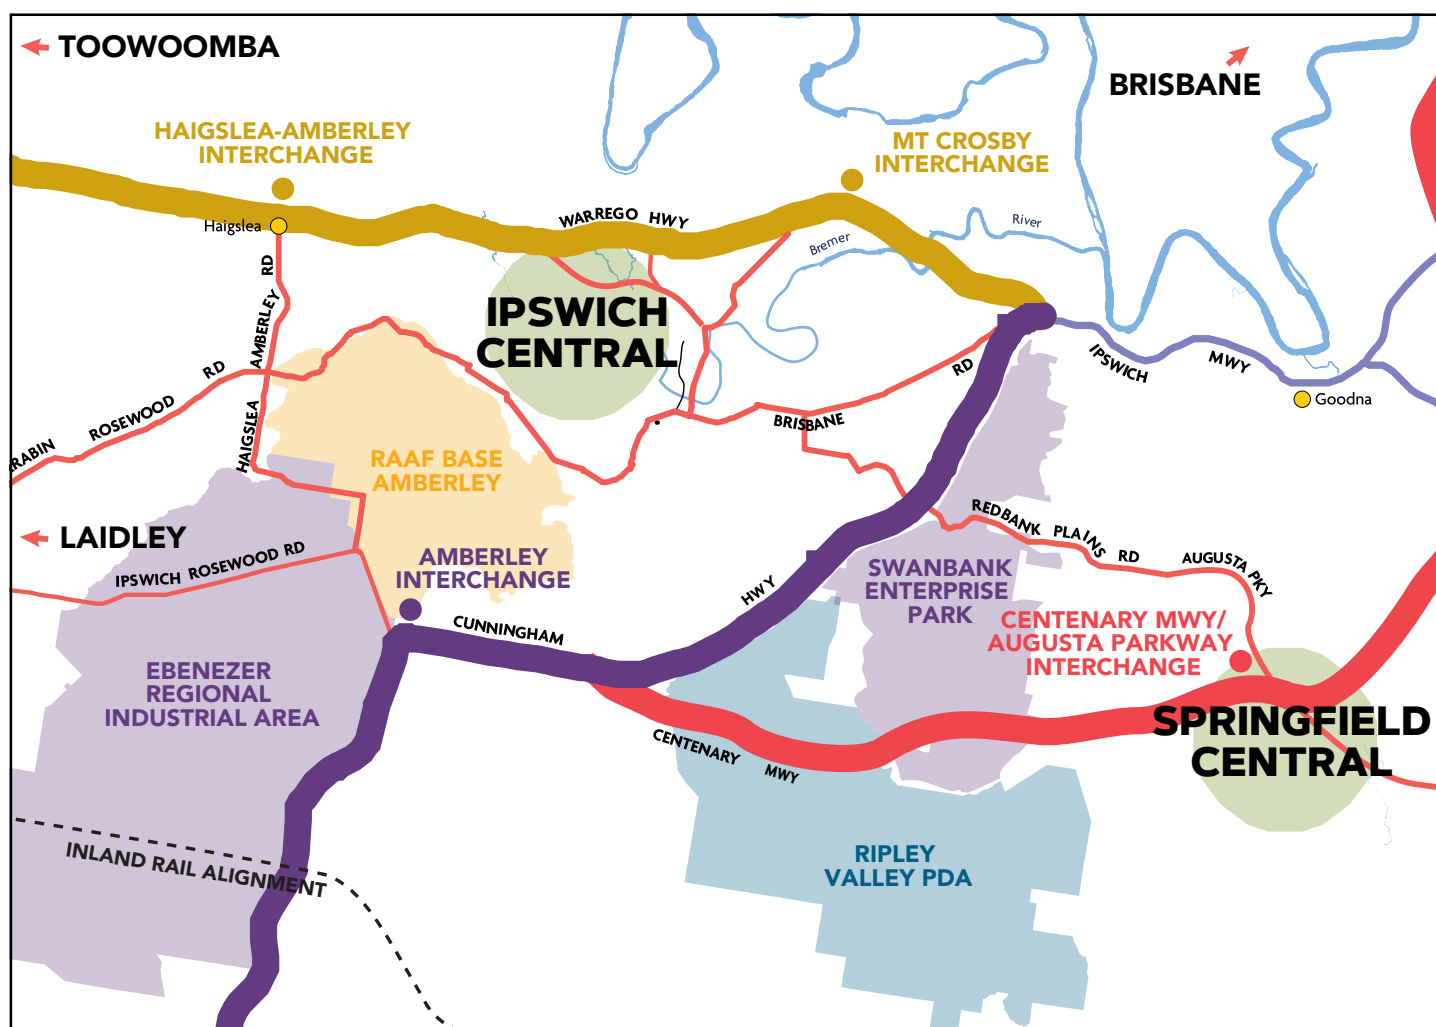 TOOWOOMBA
BRISBANE
HAIGSLEA-AMBERLEY
INTERCHANGE
MT CROSBY
INTERCHANGE
Haigslea
WARREGO HWY
Bremer
River
IPSWICH
CENTRAL
HAIGSLEA AMBERLEY RD
ROSEWOOD RD
IPSWICH MWY
Goodna
BRISBANE RD
RAAF BASE
AMBERLEY
LAIDLEY
IPSWICH ROSEWOOD RD
AMBERLEY
INTERCHANGE
REDBANK PLAINS RD
AUGUSTA PKY
SWANBANK
ENTERPRISE
PARK
CUNNINGHAM HWY
CENTENARY MWY/
AUGUSTA PARKWAY
INTERCHANGE
EBENEZER
REGIONAL
INDUSTRIAL AREA
SPRINGFIELD
CENTRAL
CENTENARY MWY
INLAND RAIL ALIGNMENT
RIPLEY
VALLEY PDA